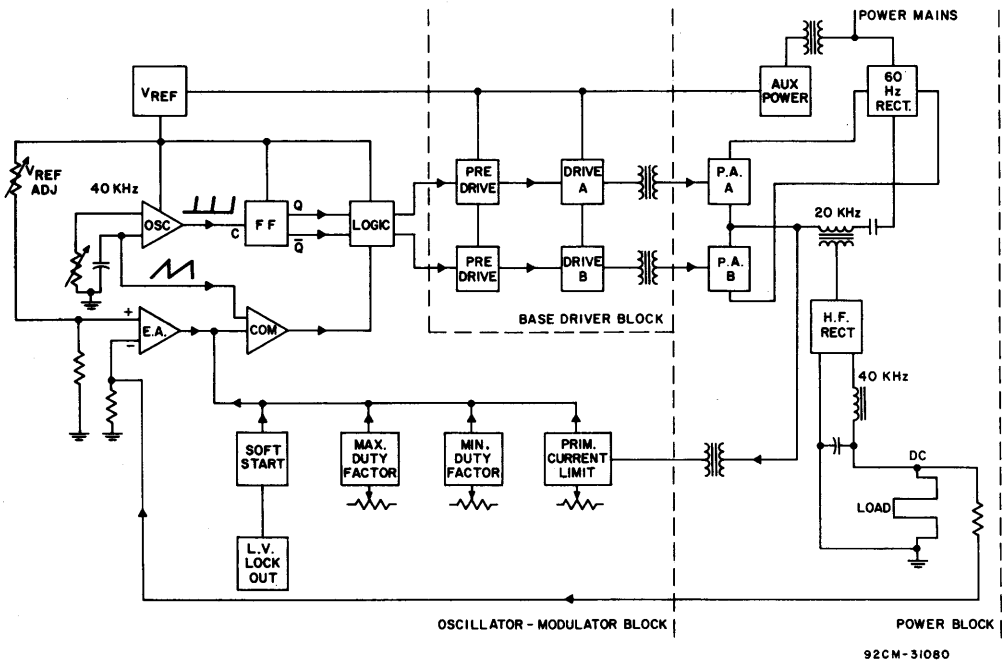 POWER MAINS
VREF
AUX
POWER
60
Hz
RECT.
VREF
ADJ
40 KHz
OSC
C
FF
Q
Q̅
LOGIC
PRE
DRIVE
DRIVE
A
P.A.
A
20 KHz
PRE
DRIVE
DRIVE
B
P.A.
B
+
E.A.
−
COM
BASE DRIVER BLOCK
H.F.
RECT
40 KHz
SOFT
START
MAX.
DUTY
FACTOR
MIN.
DUTY
FACTOR
PRIM.
CURRENT
LIMIT
DC
LOAD
L.V.
LOCK
OUT
OSCILLATOR - MODULATOR BLOCK
POWER BLOCK
92CM-31080